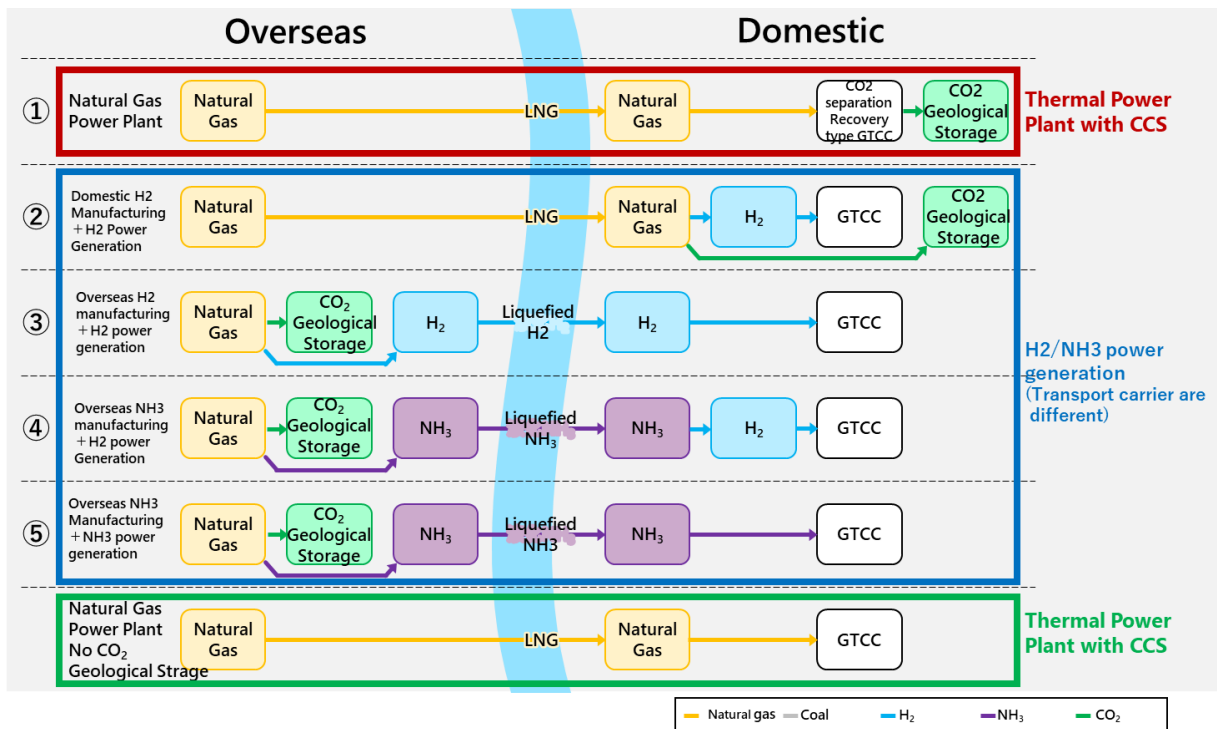 Overseas
Domestic
①
Natural Gas
Power Plant
Natural
Gas
LNG
Natural
Gas
CO2
separation
Recovery
type GTCC
CO2
Geological
Storage
Thermal Power
Plant with CCS
②
Domestic H2
Manufacturing
＋H2 Power
Generation
Natural
Gas
LNG
Natural
Gas
H₂
GTCC
CO2
Geological
Storage
③
Overseas H2
manufacturing
＋H2 power
generation
Natural
Gas
CO₂
Geological
Storage
H₂
Liquefied
H2
H₂
GTCC
H2/NH3 power
generation
(Transport carrier are
different)
④
Overseas NH3
manufacturing
＋H2 power
Generation
Natural
Gas
CO₂
Geological
Storage
NH₃
Liquefied
NH₃
NH₃
H₂
GTCC
⑤
Overseas NH3
Manufacturing
＋NH3 power
generation
Natural
Gas
CO₂
Geological
Storage
NH₃
Liquefied
NH3
NH₃
GTCC
Natural Gas
Power Plant
No CO₂
Geological Strage
Natural
Gas
LNG
Natural
Gas
GTCC
Thermal Power
Plant with CCS
Natural gas Coal H₂ NH₃ CO₂